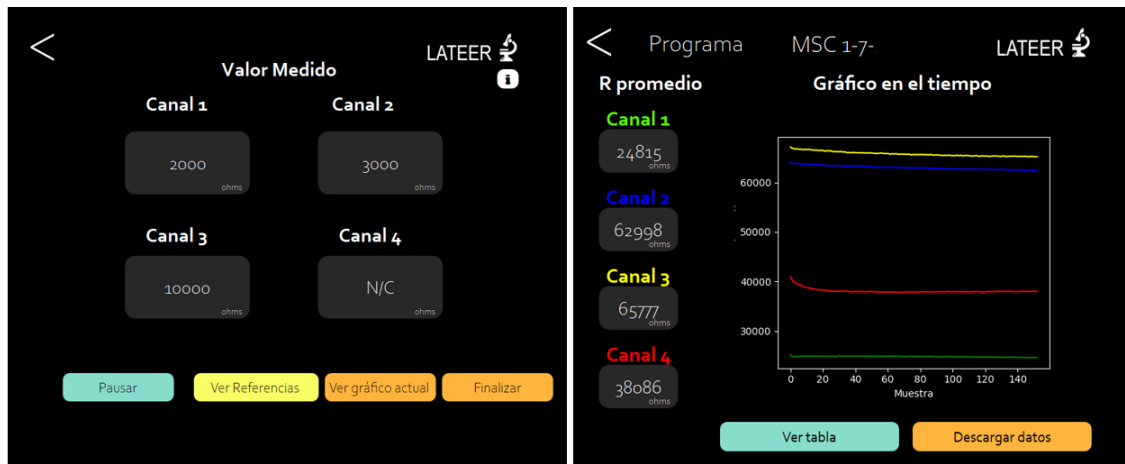 <
LATEER
Valor Medido
i
Canal 1
Canal 2
2000
ohms
3000
ohms
Canal 3
Canal 4
10000
ohms
N/C
ohms
Pausar
Ver Referencias
Ver gráfico actual
Finalizar
<
Programa
MSC 1-7-
LATEER
R promedio
Gráfico en el tiempo
Canal 1
24815
ohms
Canal 2
62998
ohms
Canal 3
65777
ohms
Canal 4
38086
ohms
60000
50000
40000
30000
0 20 40 60 80 100 120 140
Muestra
Ver tabla
Descargar datos